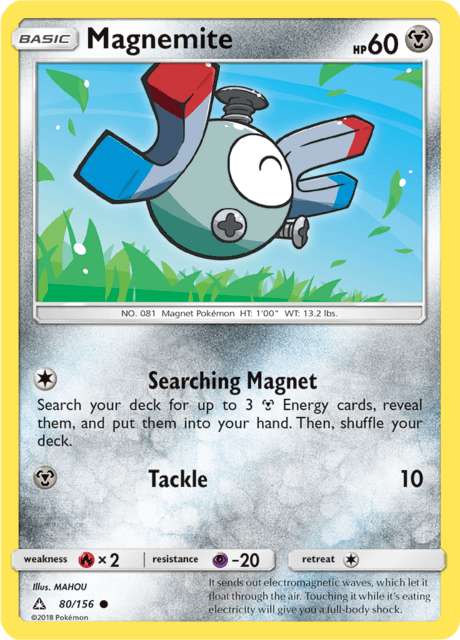 BASIC Magnemite HP60
NO. 081 Magnet Pokémon HT: 1'00" WT: 13.2 lbs.
Searching Magnet
Search your deck for up to 3 Energy cards, reveal
them, and put them into your hand. Then, shuffle your
deck.
Tackle 10
weakness ×2 resistance -20 retreat
Illus. MAHOU
80/156
©2018 Pokémon
It sends out electromagnetic waves, which let it
float through the air. Touching it while it's eating
electricity will give you a full-body shock.